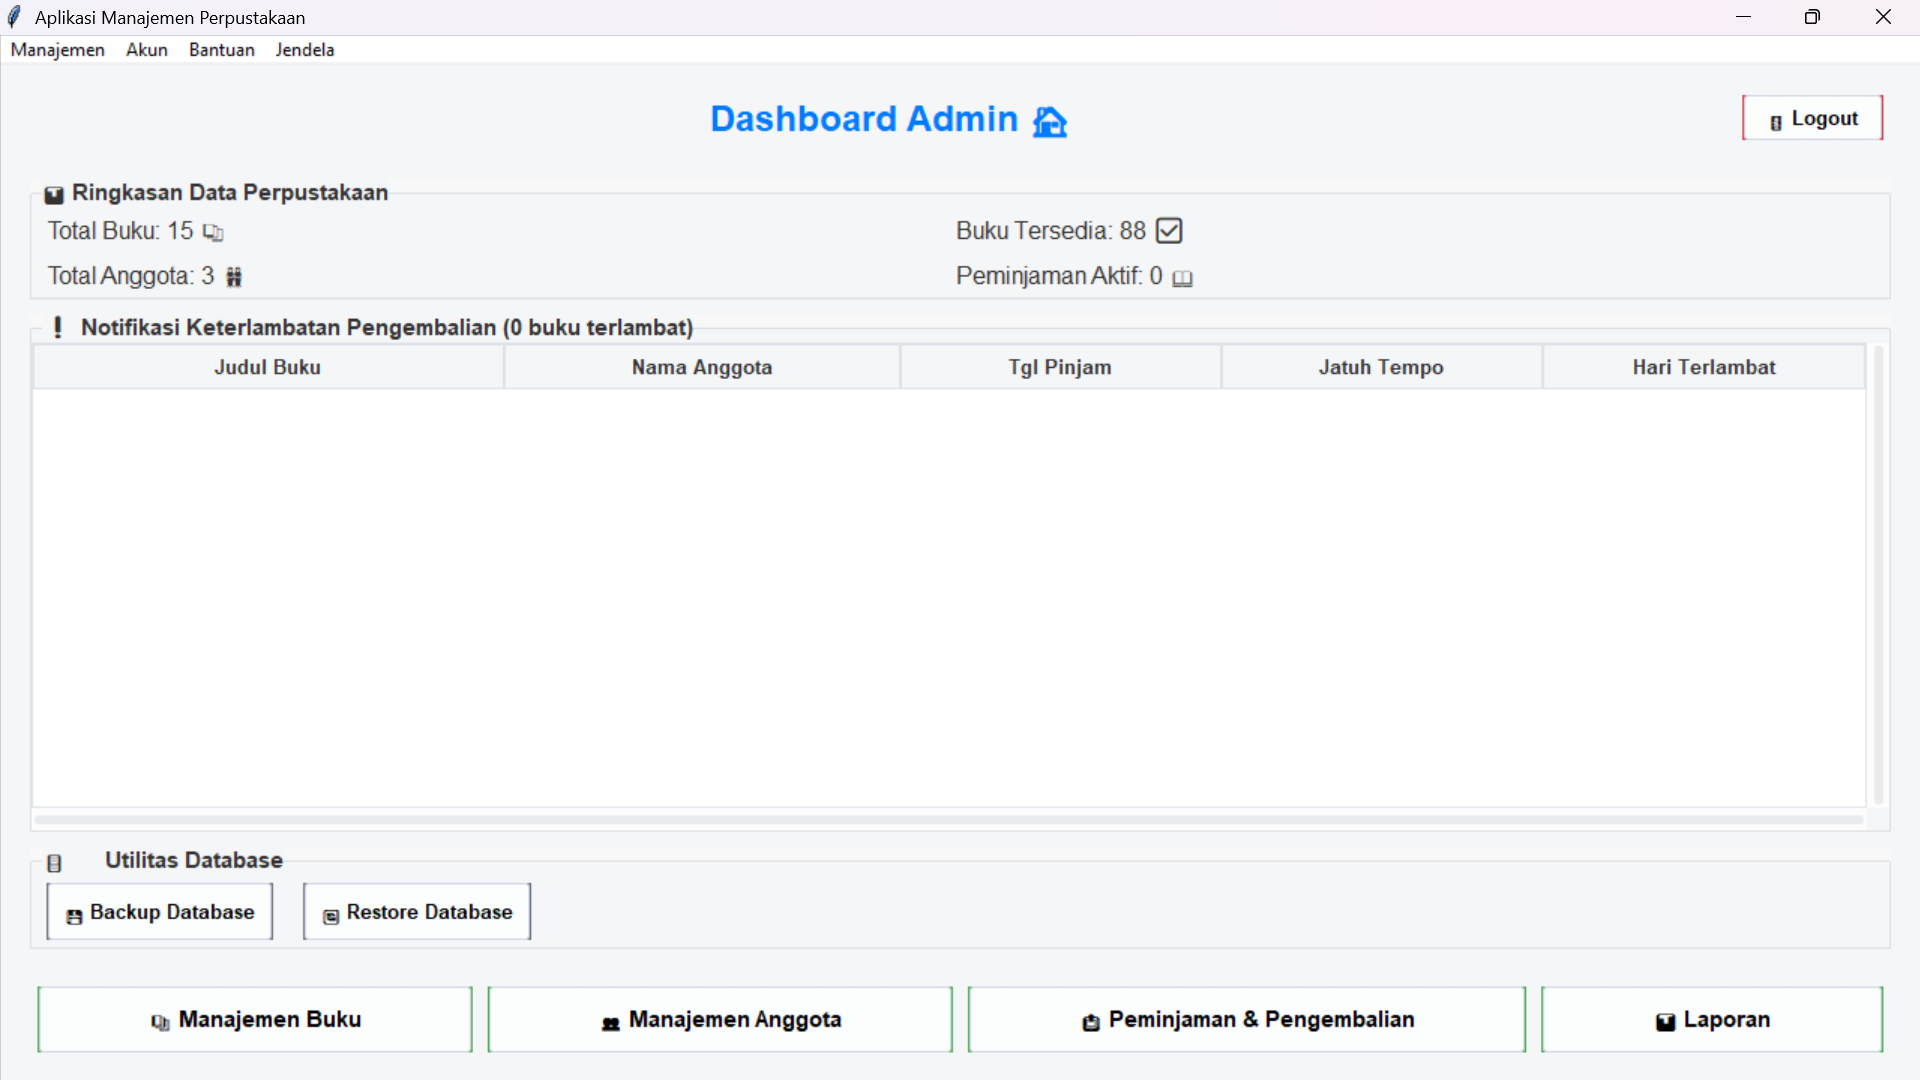 Aplikasi Manajemen Perpustakaan
Manajemen Akun Bantuan Jendela
Dashboard Admin
Logout
Ringkasan Data Perpustakaan
Total Buku: 15
Buku Tersedia: 88
Total Anggota: 3
Peminjaman Aktif: 0
Notifikasi Keterlambatan Pengembalian (0 buku terlambat)
Judul Buku Nama Anggota Tgl Pinjam Jatuh Tempo Hari Terlambat
Utilitas Database
Backup Database Restore Database
Manajemen Buku Manajemen Anggota Peminjaman & Pengembalian Laporan